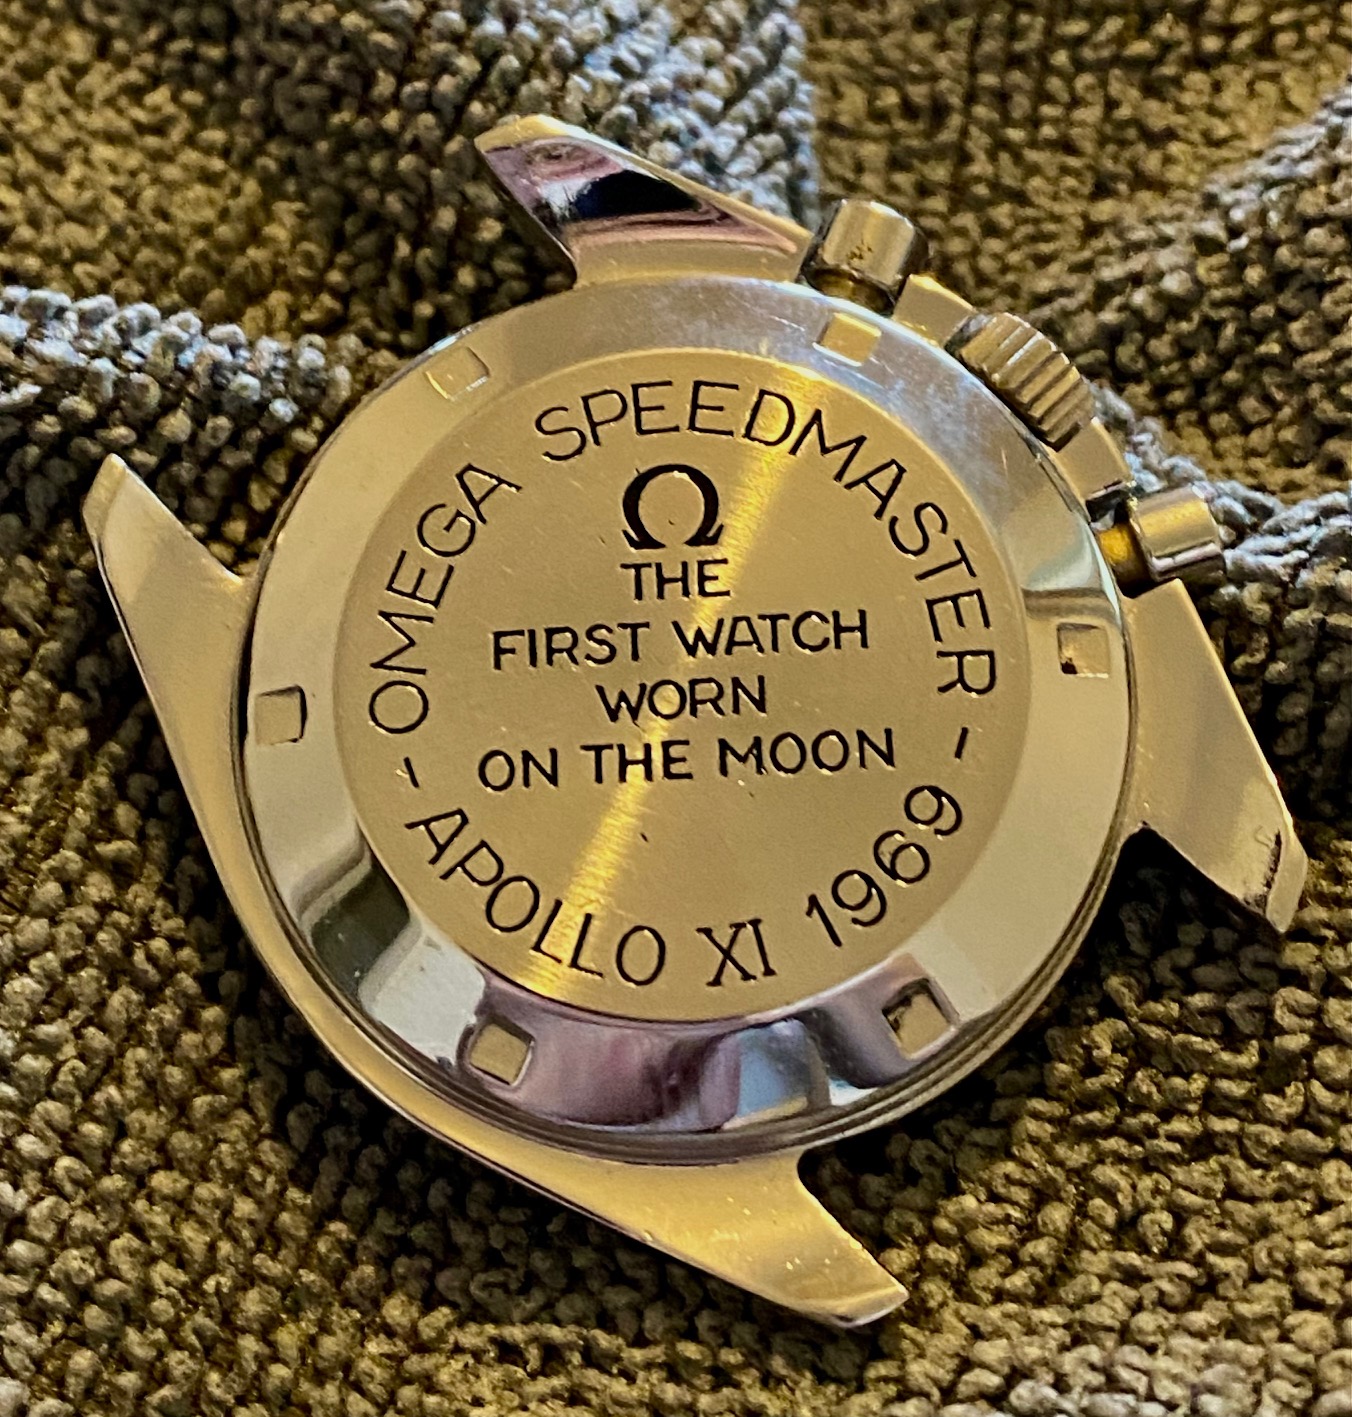 OMEGA SPEEDMASTER
Ω
THE
FIRST WATCH
WORN
ON THE MOON
- APOLLO XI 1969 -